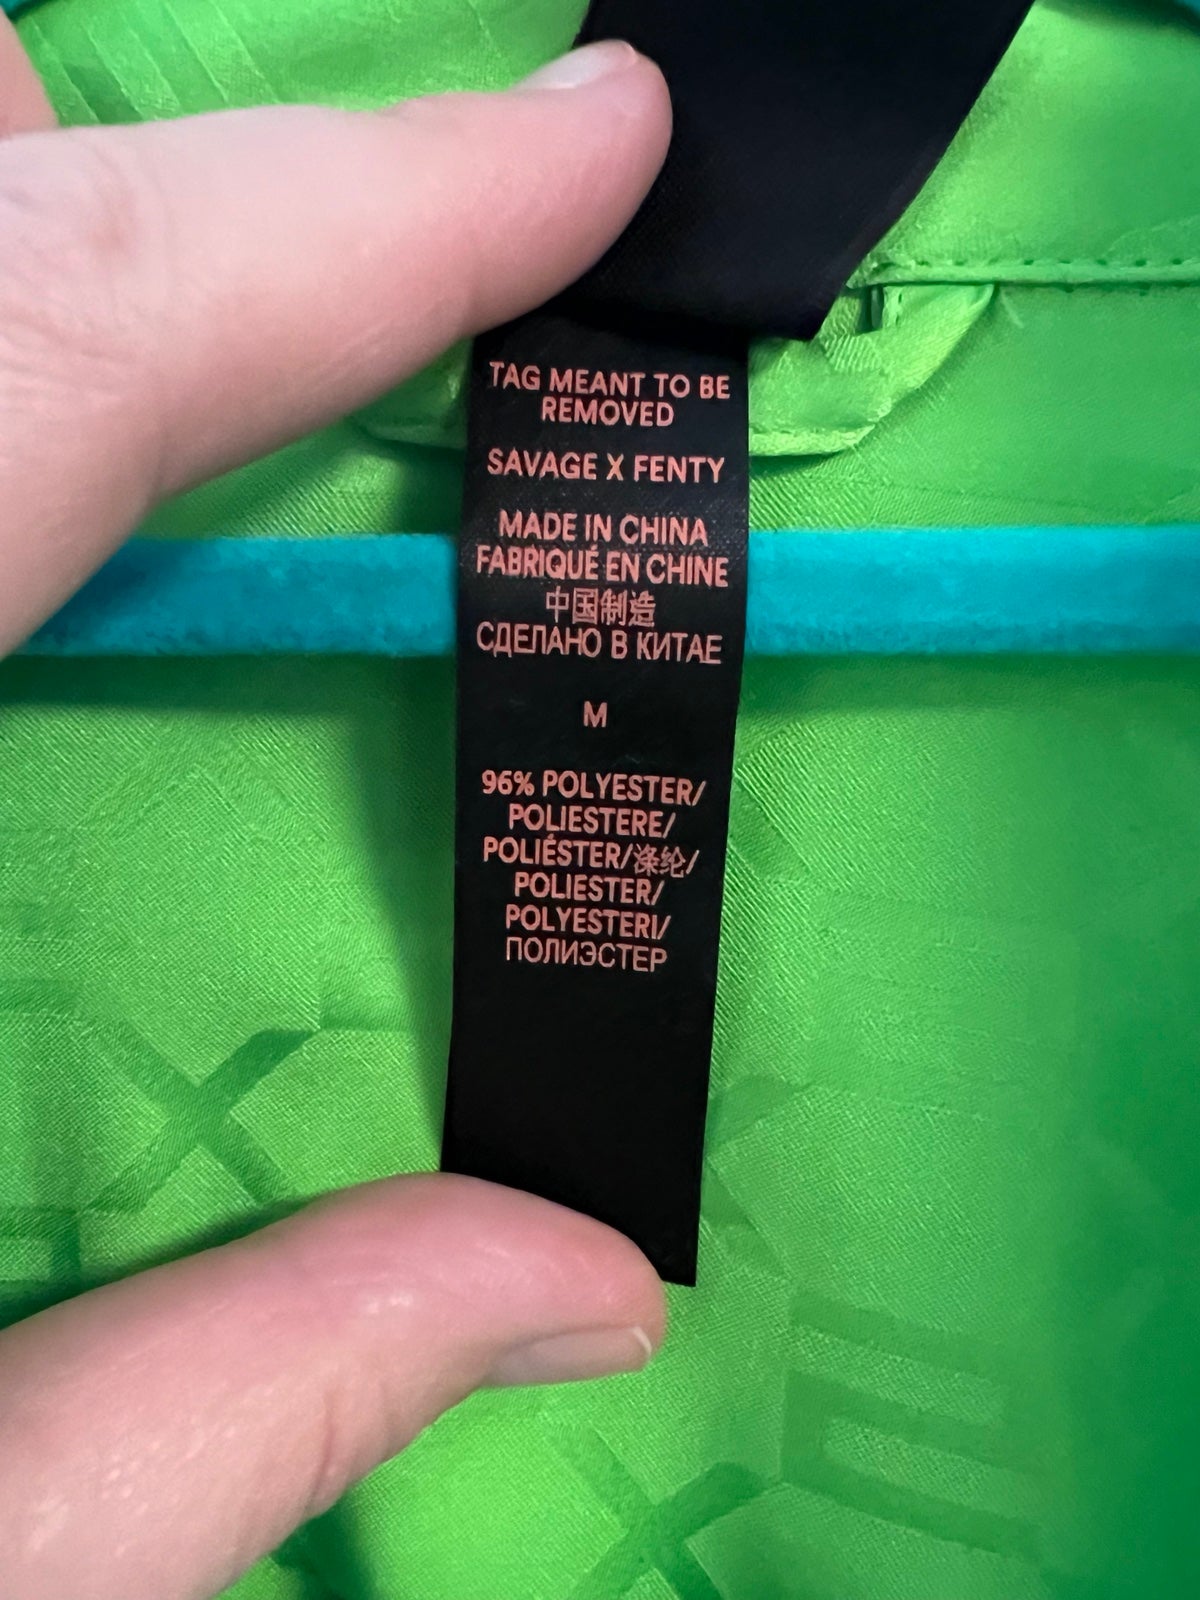 TAG MEANT TO BE
REMOVED
SAVAGE X FENTY
MADE IN CHINA
FABRIQUÉ EN CHINE
中国制造
СДЕЛАНО В КИТАЕ
M
96% POLYESTER/
POLIESTERE/
POLIÉSTER/涤纶/
POLIESTER/
POLYESTERI/
ПОЛИЭСТЕР